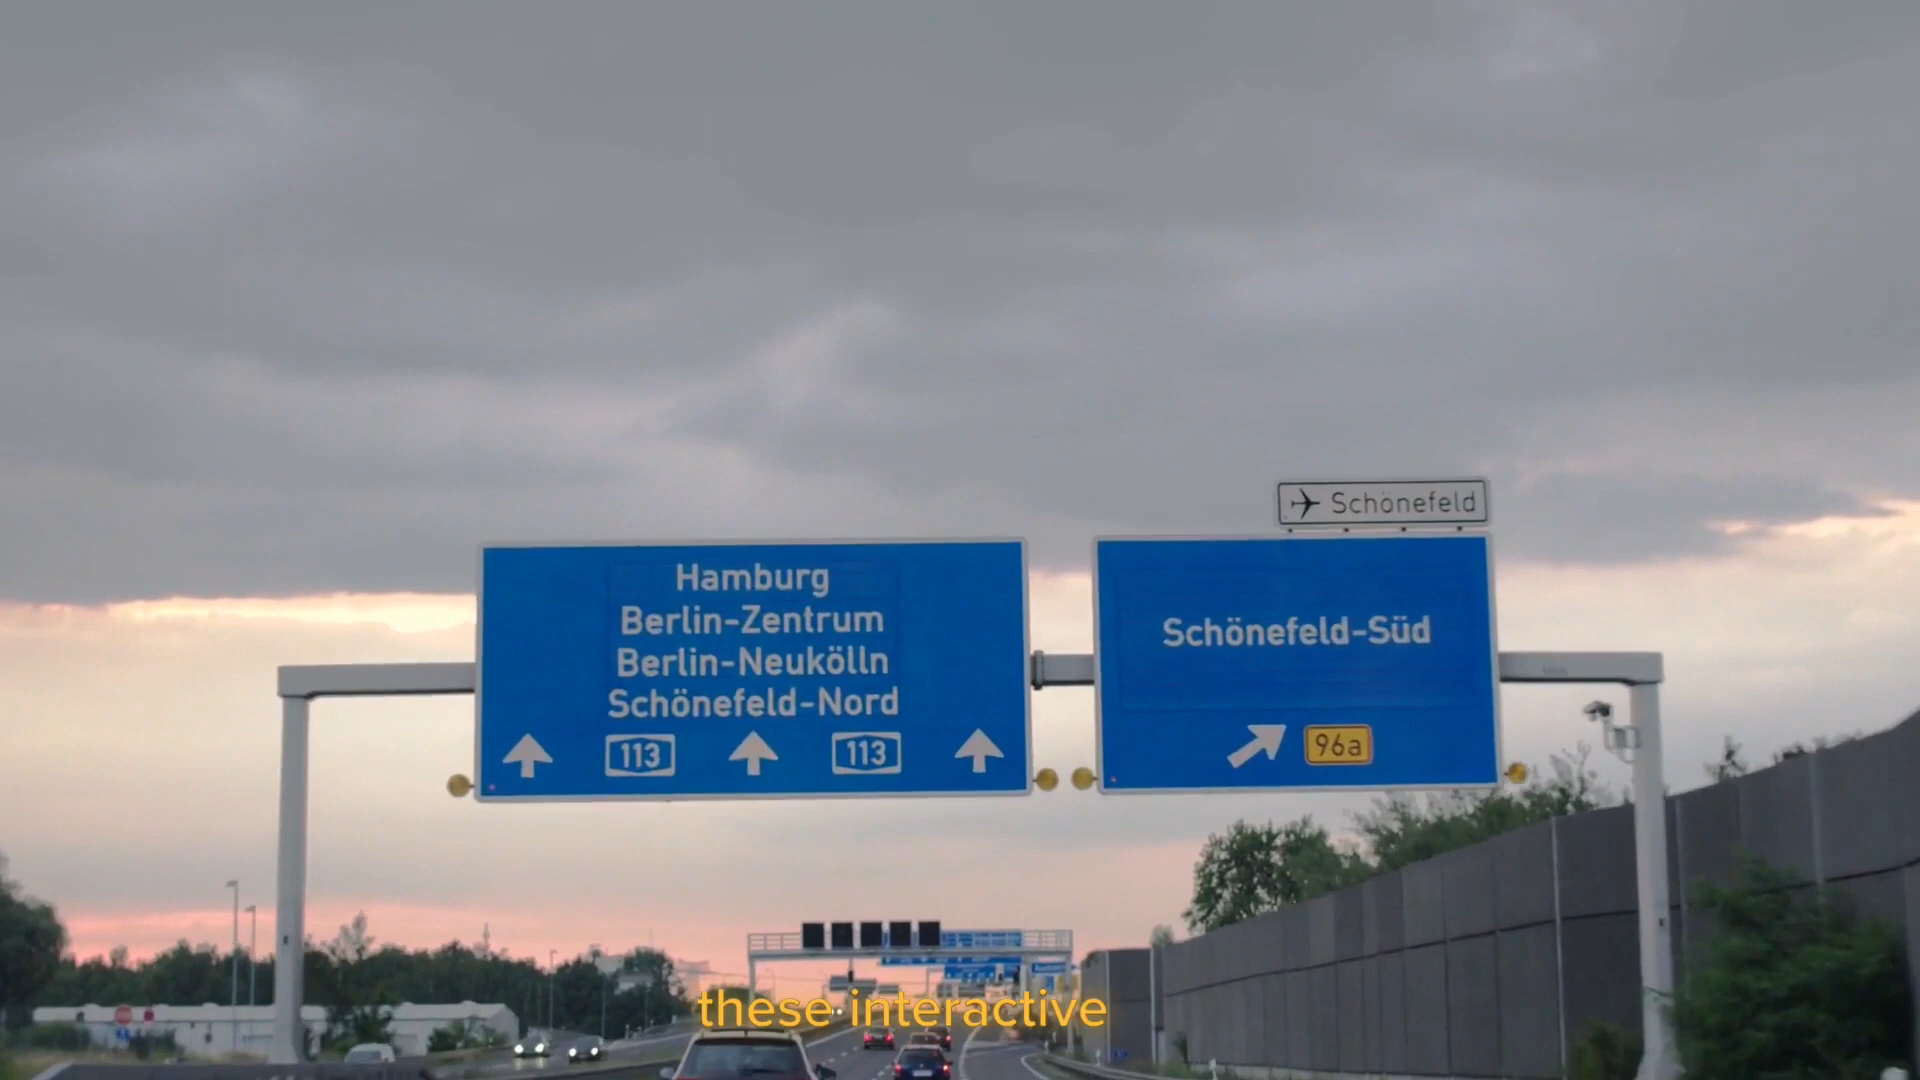 Schönefeld
Hamburg
Berlin-Zentrum
Berlin-Neukölln
Schönefeld-Nord
113
113
Schönefeld-Süd
96a
these interactive